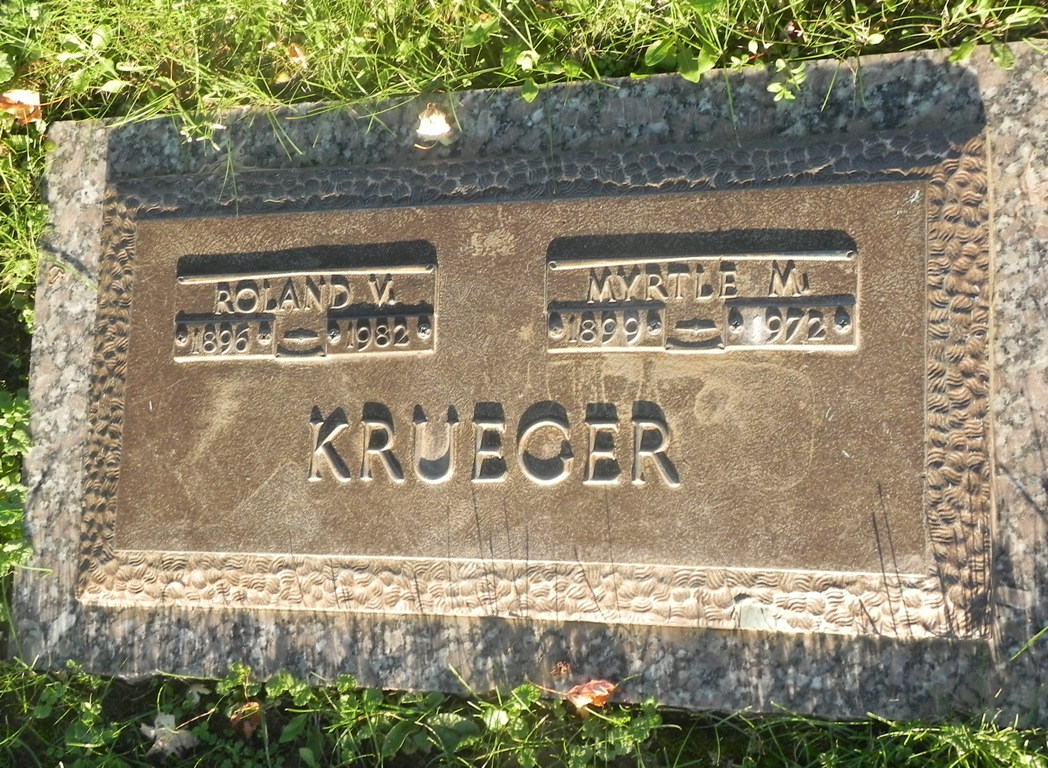 ROLAND V.
1896 1982
MYRTLE M.
1899 1972
KRUEGER